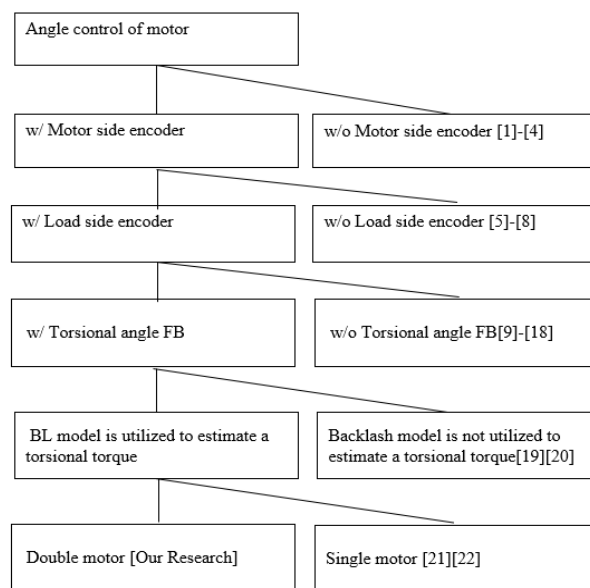 Angle control of motor
w/ Motor side encoder
w/o Motor side encoder [1]-[4]
w/ Load side encoder
w/o Load side encoder [5]-[8]
w/ Torsional angle FB
w/o Torsional angle FB[9]-[18]
BL model is utilized to estimate a
torsional torque
Backlash model is not utilized to
estimate a torsional torque[19][20]
Double motor [Our Research]
Single motor [21][22]